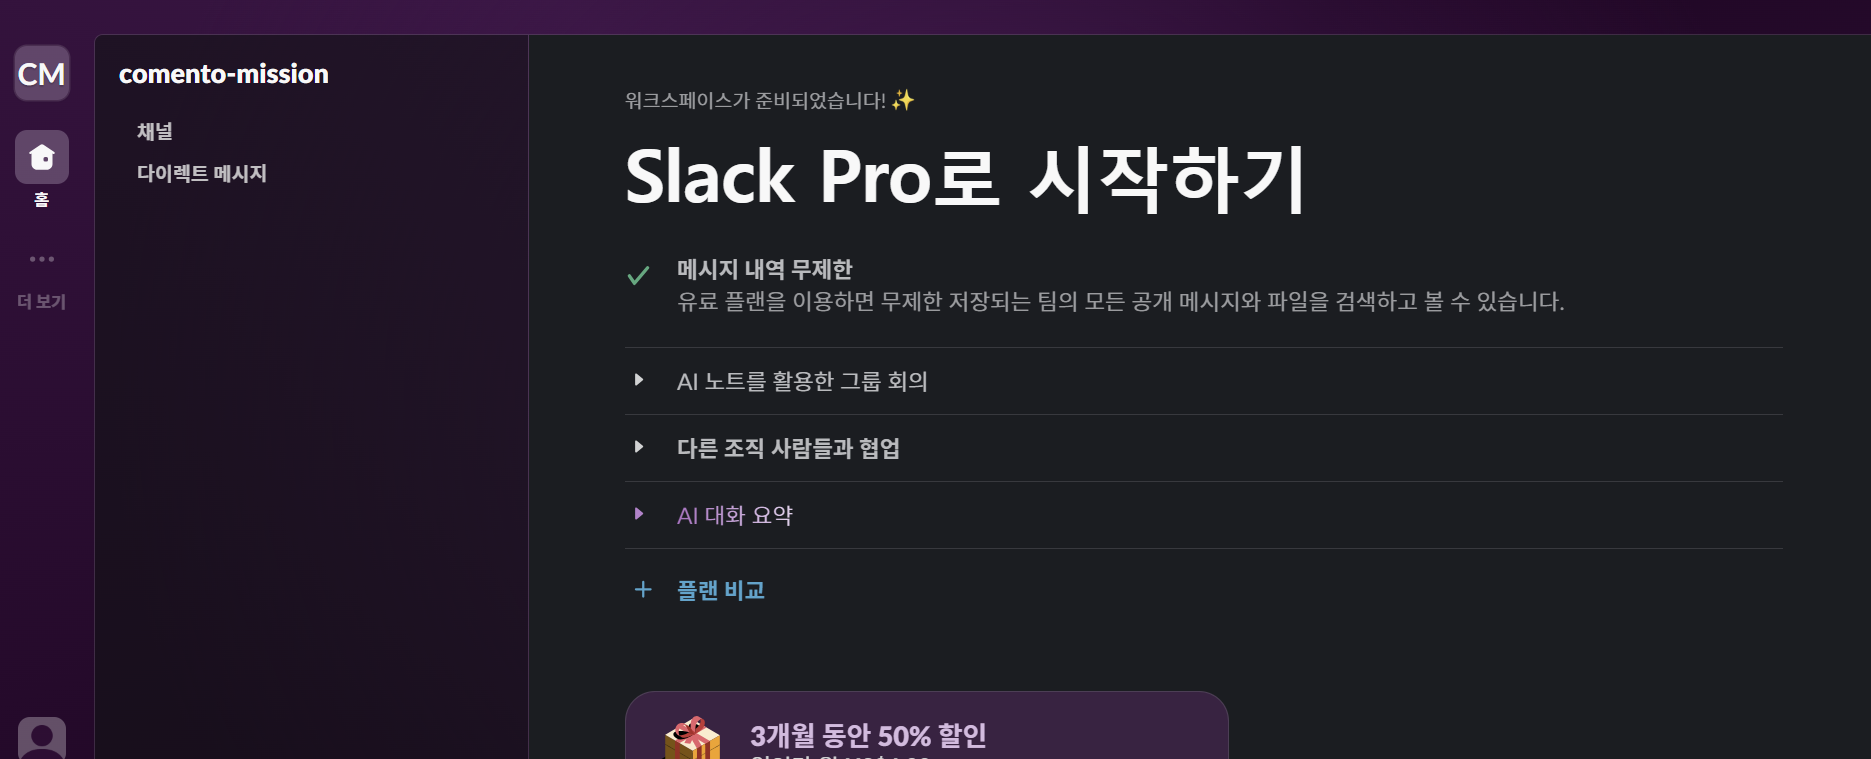 CM
홈
더 보기
comento-mission
채널
다이렉트 메시지
워크스페이스가 준비되었습니다! ✨
Slack Pro로 시작하기
메시지 내역 무제한
유료 플랜을 이용하면 무제한 저장되는 팀의 모든 공개 메시지와 파일을 검색하고 볼 수 있습니다.
AI 노트를 활용한 그룹 회의
다른 조직 사람들과 협업
AI 대화 요약
플랜 비교
3개월 동안 50% 할인